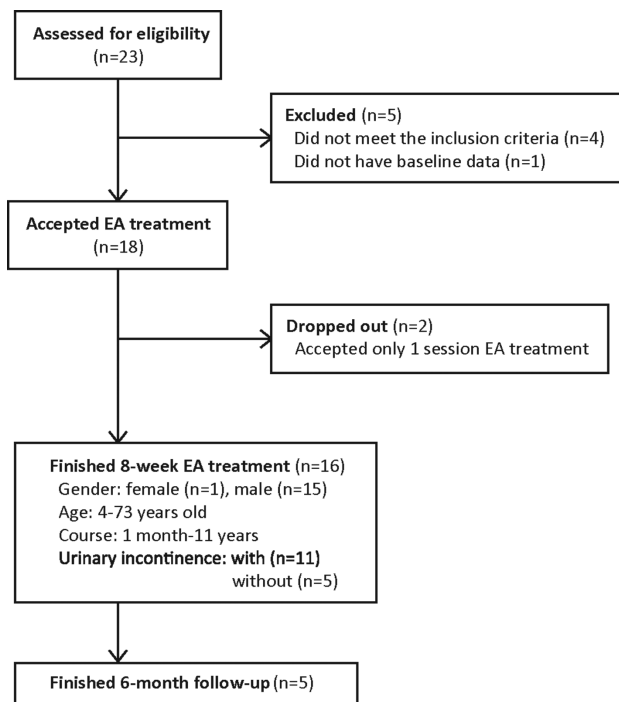 Assessed for eligibility
(n=23)
Excluded (n=5)
Did not meet the inclusion criteria (n=4)
Did not have baseline data (n=1)
Accepted EA treatment
(n=18)
Dropped out (n=2)
Accepted only 1 session EA treatment
Finished 8-week EA treatment (n=16)
Gender: female (n=1), male (n=15)
Age: 4-73 years old
Course: 1 month-11 years
Urinary incontinence: with (n=11)
without (n=5)
Finished 6-month follow-up (n=5)